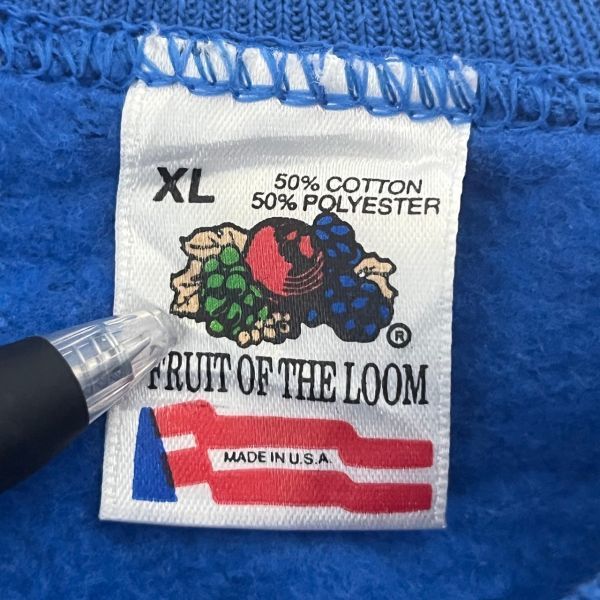 XL
50% COTTON
50% POLYESTER
®
FRUIT OF THE LOOM
MADE IN U.S.A.